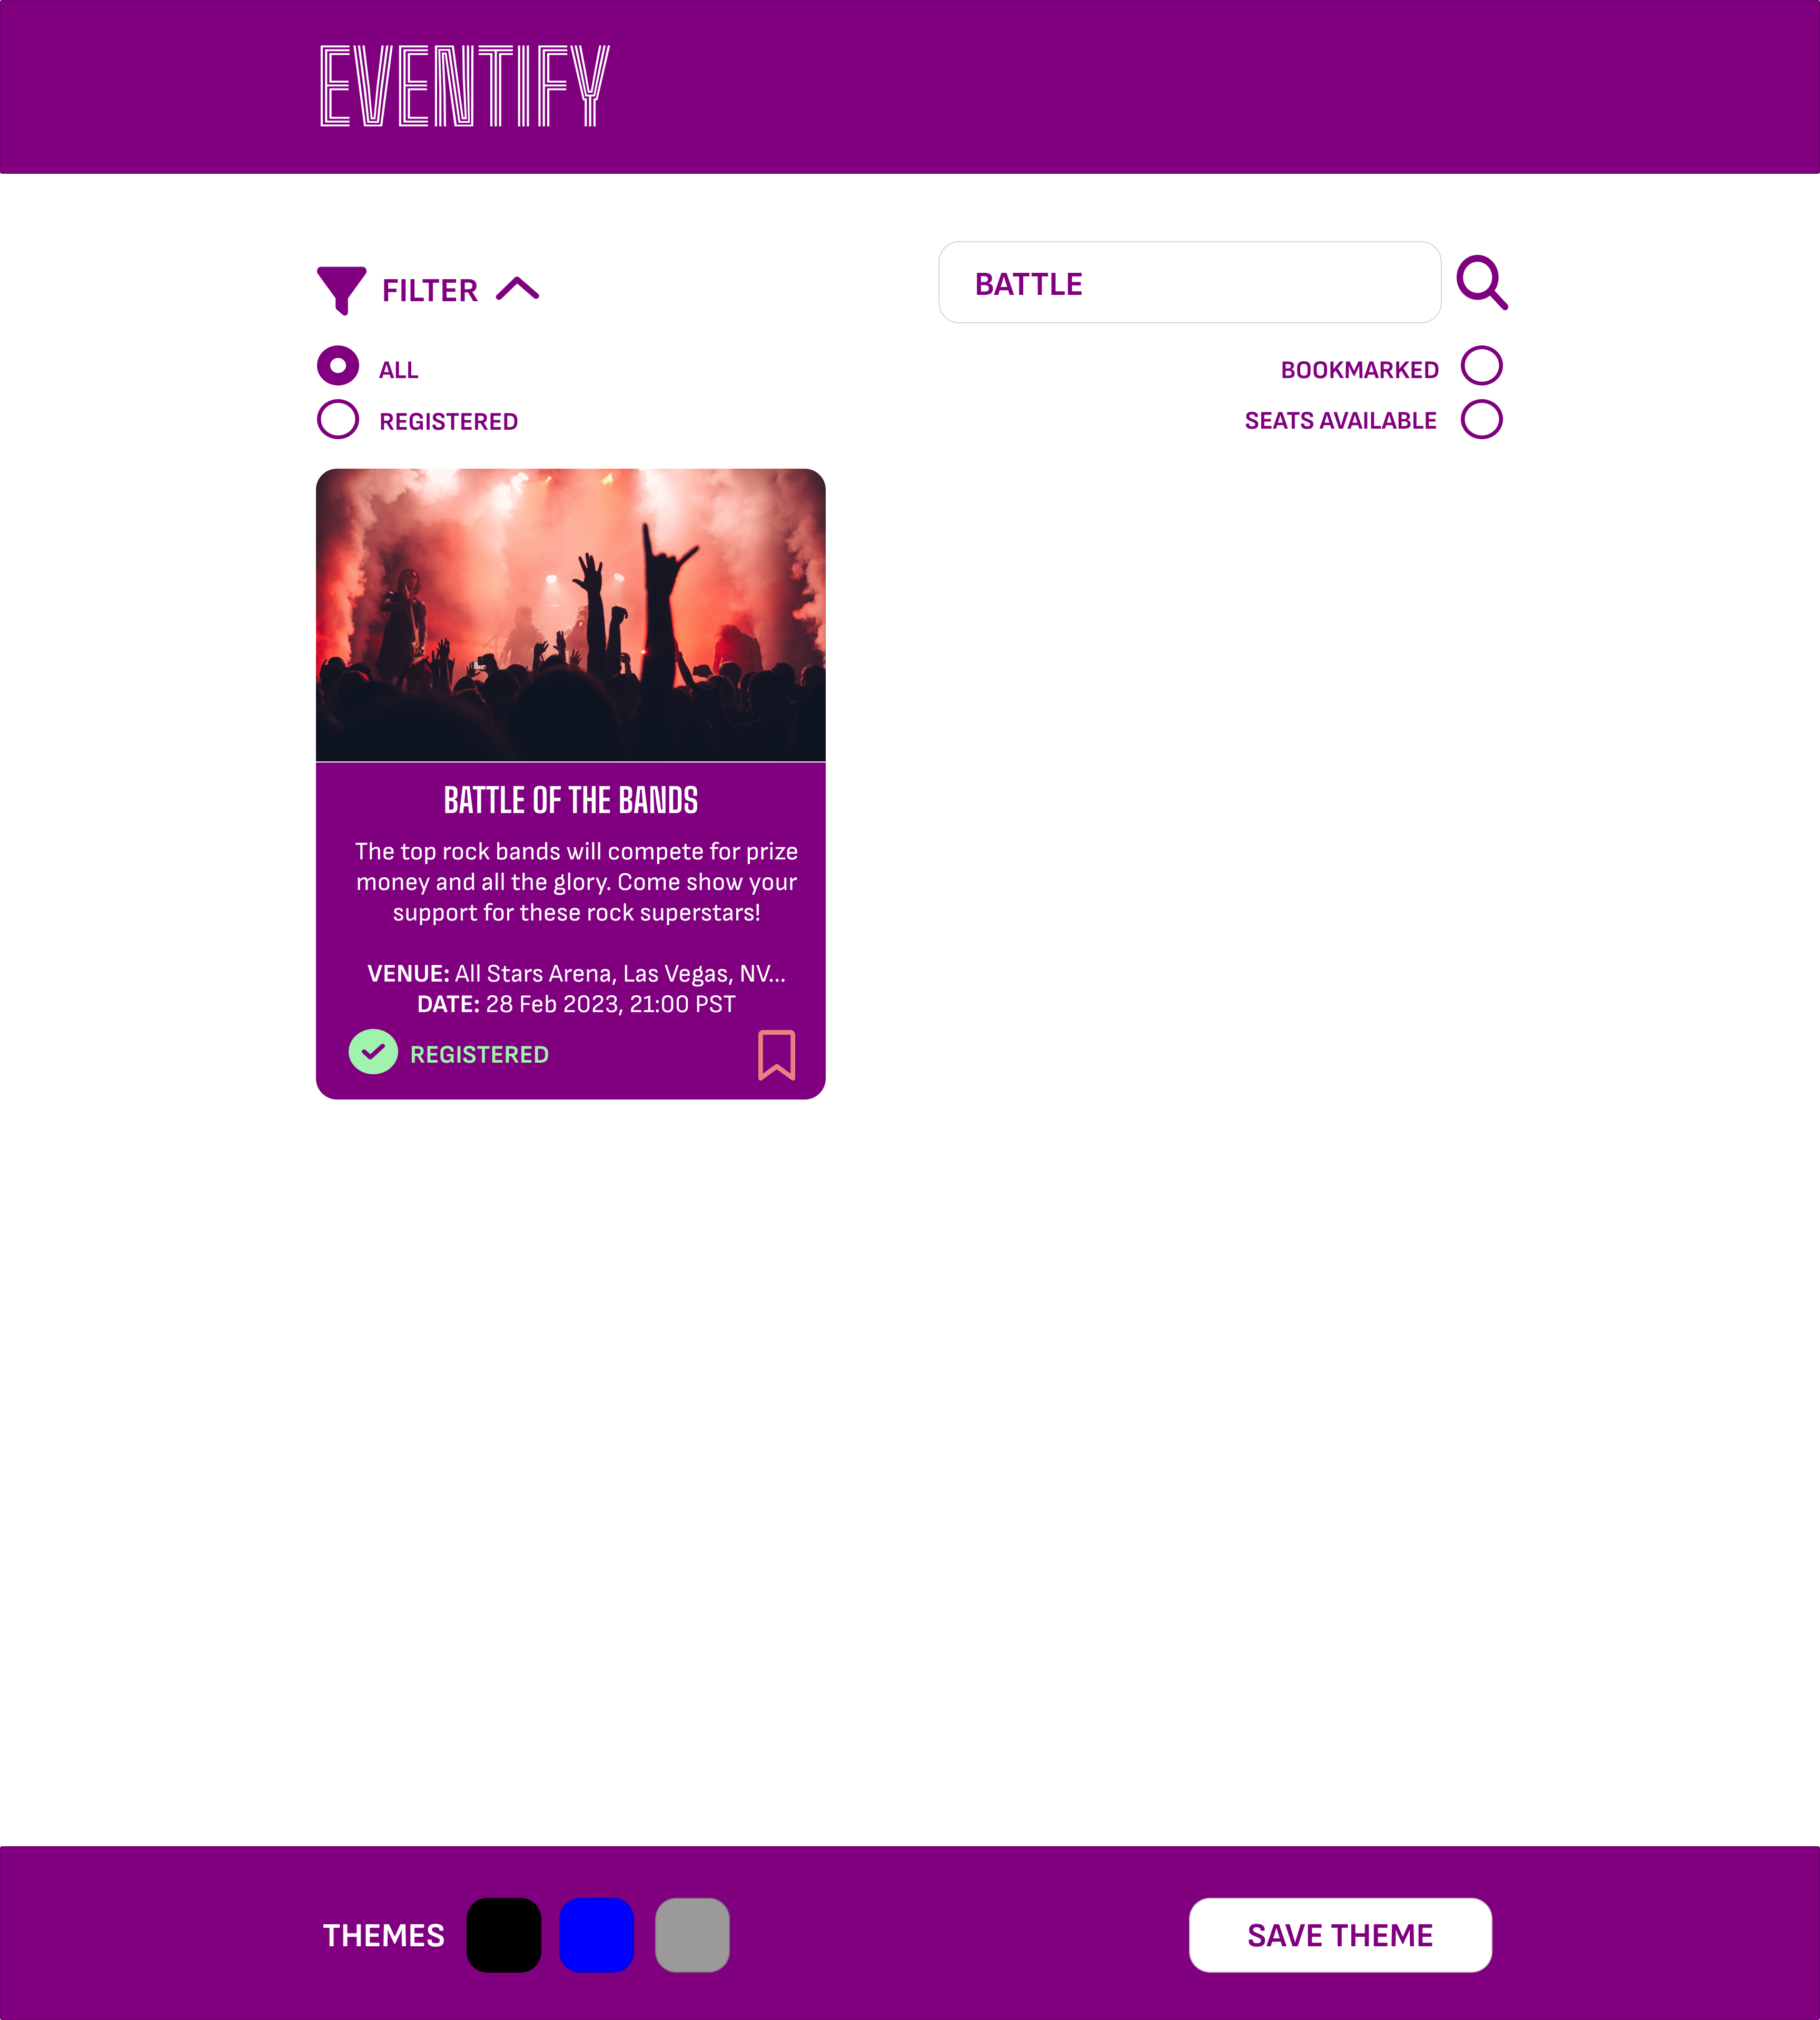 EVENTIFY
FILTER
BATTLE
ALL
BOOKMARKED
REGISTERED
SEATS AVAILABLE
BATTLE OF THE BANDS
The top rock bands will compete for prize
money and all the glory. Come show your
support for these rock superstars!
VENUE: All Stars Arena, Las Vegas, NV...
DATE: 28 Feb 2023, 21:00 PST
REGISTERED
THEMES
SAVE THEME